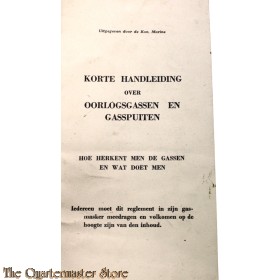 Uitgegeven door de Kon. Marine
KORTE HANDLEIDING
OVER
OORLOGSGASSEN EN
GASSPUITEN
HOE HERKENT MEN DE GASSEN
EN WAT DOET MEN
Iedereen moet dit reglement in zijn gas-
masker meedragen en volkomen op de
hoogte zijn van den inhoud.
The Quartermaster Store